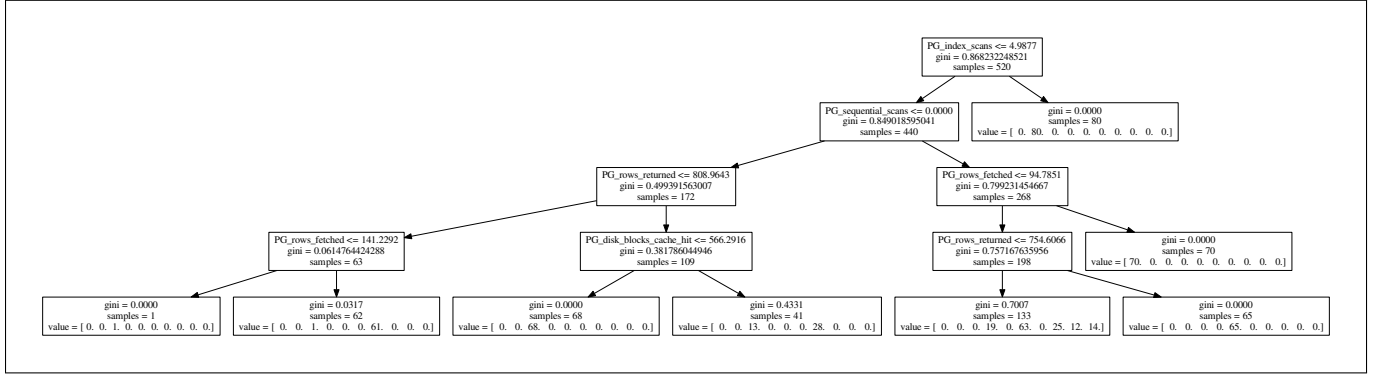 PG_index_scans <= 4.9877
gini = 0.868232248521
samples = 520
PG_sequential_scans <= 0.0000
gini = 0.849018595041
samples = 440
gini = 0.0000
samples = 80
value = [ 0. 80. 0. 0. 0. 0. 0. 0. 0. 0.]
PG_rows_returned <= 808.9643
gini = 0.499391563007
samples = 172
PG_rows_fetched <= 94.7851
gini = 0.799231454667
samples = 268
PG_rows_fetched <= 141.2292
gini = 0.0614764424288
samples = 63
PG_disk_blocks_cache_hit <= 566.2916
gini = 0.381786044946
samples = 109
PG_rows_returned <= 754.6066
gini = 0.757167635956
samples = 198
gini = 0.0000
samples = 70
value = [ 70. 0. 0. 0. 0. 0. 0. 0. 0. 0.]
gini = 0.0000
samples = 1
value = [ 0. 0. 1. 0. 0. 0. 0. 0. 0. 0.]
gini = 0.0317
samples = 62
value = [ 0. 0. 1. 0. 0. 0. 61. 0. 0. 0.]
gini = 0.0000
samples = 68
value = [ 0. 0. 68. 0. 0. 0. 0. 0. 0. 0.]
gini = 0.4331
samples = 41
value = [ 0. 0. 13. 0. 0. 0. 28. 0. 0. 0.]
gini = 0.7007
samples = 133
value = [ 0. 0. 0. 19. 0. 63. 0. 25. 12. 14.]
gini = 0.0000
samples = 65
value = [ 0. 0. 0. 0. 65. 0. 0. 0. 0. 0.]